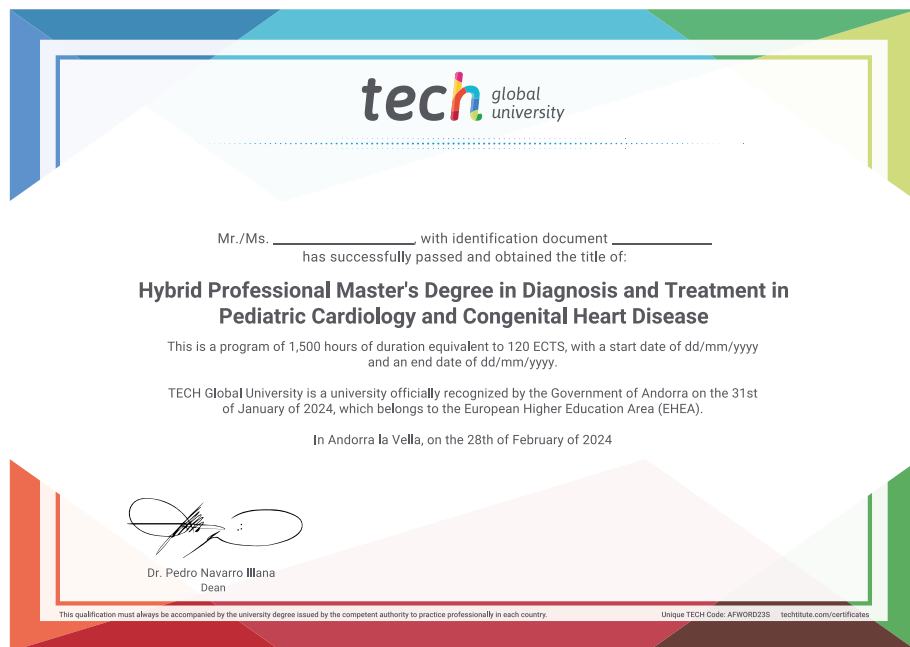 tech global university
Mr./Ms. ____________________, with identification document ______________
has successfully passed and obtained the title of:
Hybrid Professional Master's Degree in Diagnosis and Treatment in
Pediatric Cardiology and Congenital Heart Disease
This is a program of 1,500 hours of duration equivalent to 120 ECTS, with a start date of dd/mm/yyyy
and an end date of dd/mm/yyyy.
TECH Global University is a university officially recognized by the Government of Andorra on the 31st
of January of 2024, which belongs to the European Higher Education Area (EHEA).
In Andorra la Vella, on the 28th of February of 2024
Dr. Pedro Navarro Illana
Dean
This qualification must always be accompanied by the university degree issued by the competent authority to practice professionally in each country.
Unique TECH Code: AFWORD23S techtitute.com/certificates